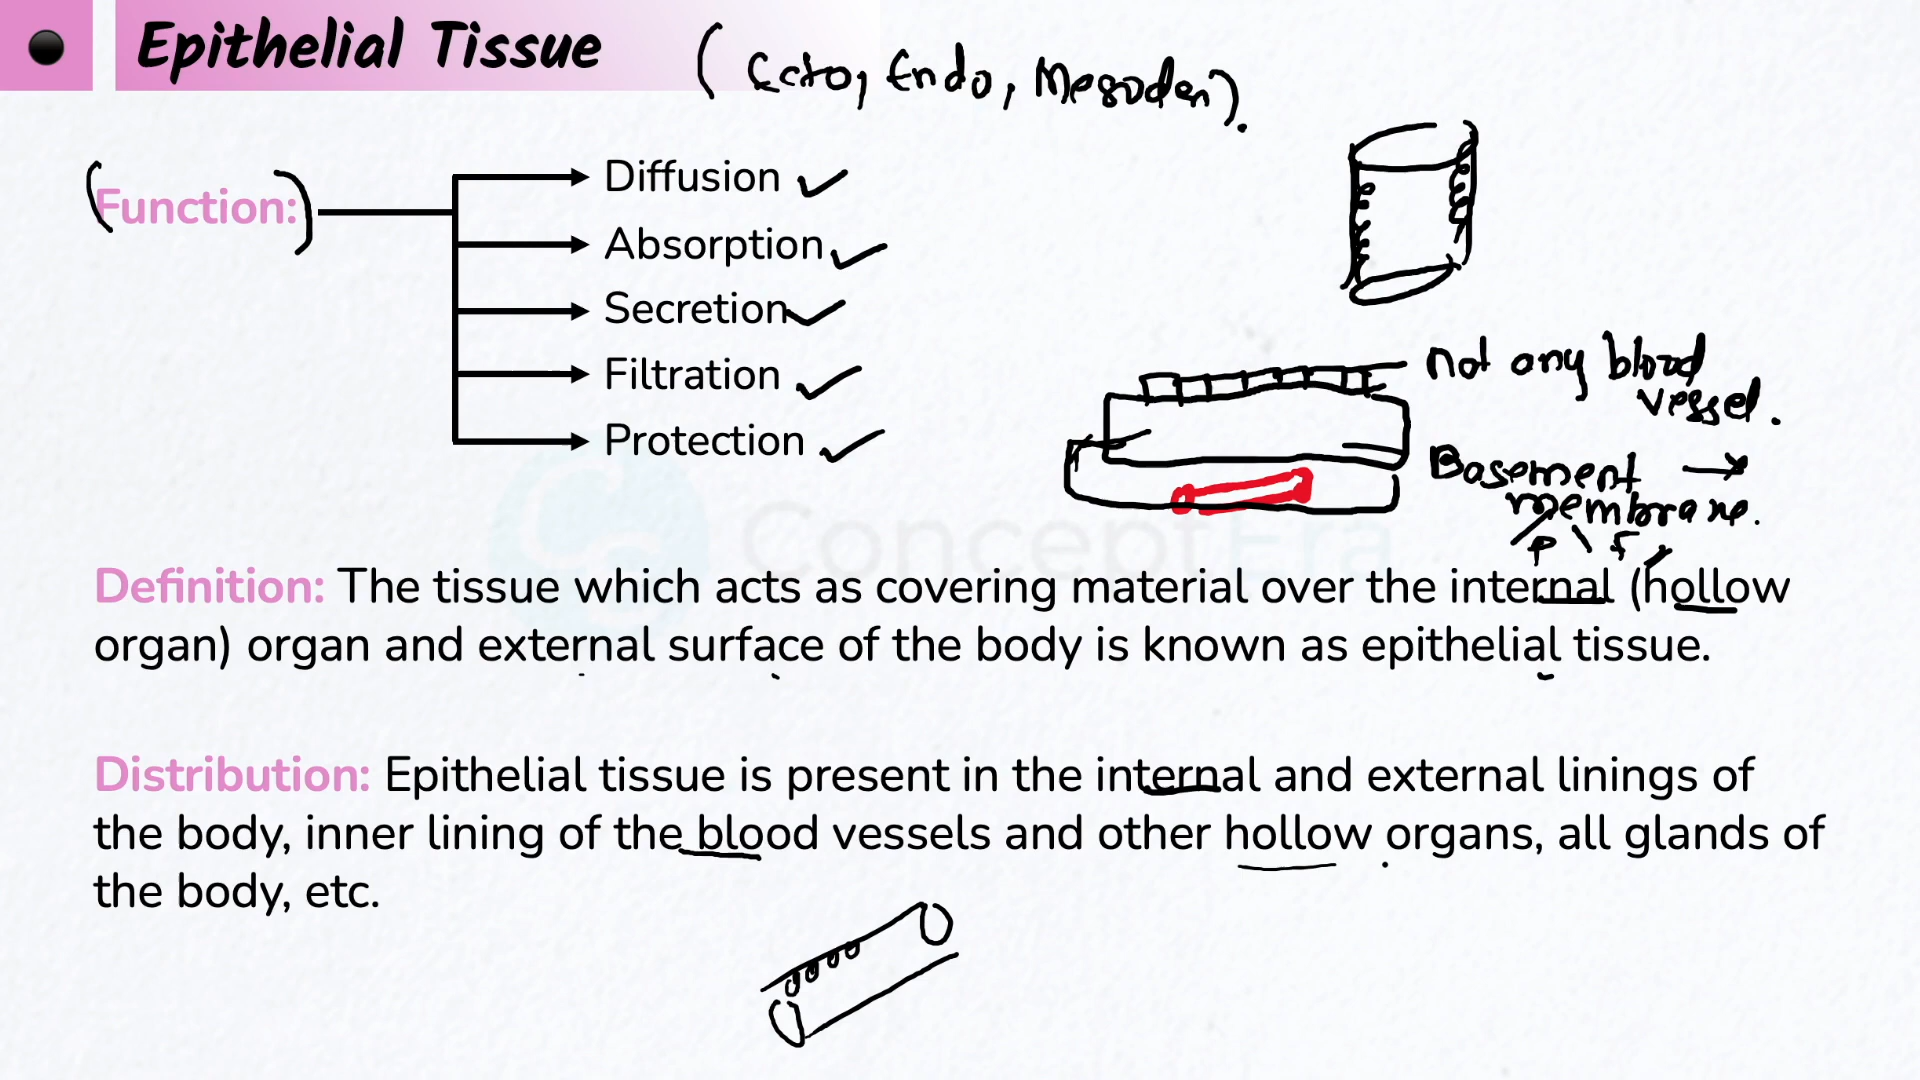 Epithelial Tissue
(Ecto, Endo, Mesoder).
(Function:)
Diffusion ✓
Absorption ✓
Secretion ✓
Filtration ✓
Protection ✓
not any blood
vessel.
Basement →
membrane.
P F
ConceptEra
Definition: The tissue which acts as covering material over the internal (hollow
organ) organ and external surface of the body is known as epithelial tissue.
Distribution: Epithelial tissue is present in the internal and external linings of
the body, inner lining of the blood vessels and other hollow organs, all glands of
the body, etc.